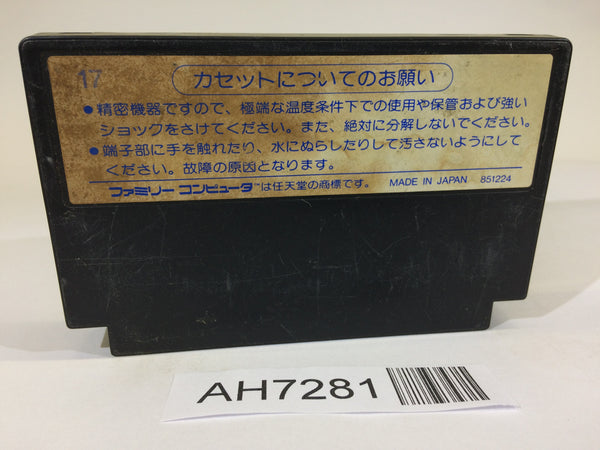 17
カセットについてのお願い
●精密機器ですので、極端な温度条件下での使用や保管および強い
ショックをさけてください。また、絶対に分解しないでください。
●端子部に手を触れたり、水にぬらしたりして汚さないようにして
ください。故障の原因となります。
ファミリーコンピュータ™は任天堂の商標です。 MADE IN JAPAN 851224
AH7281